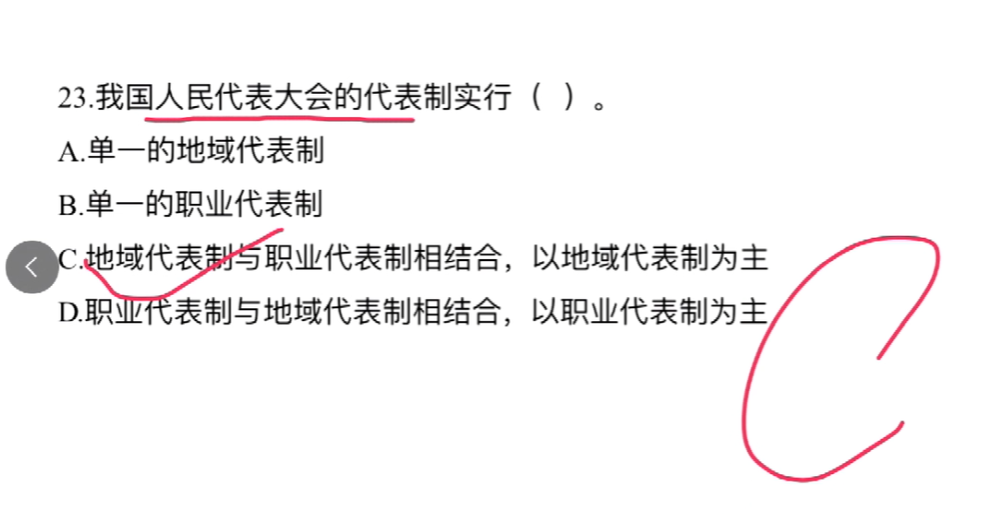 23.我国人民代表大会的代表制实行（ ）。
A.单一的地域代表制
B.单一的职业代表制
C.地域代表制与职业代表制相结合，以地域代表制为主
D.职业代表制与地域代表制相结合，以职业代表制为主
C